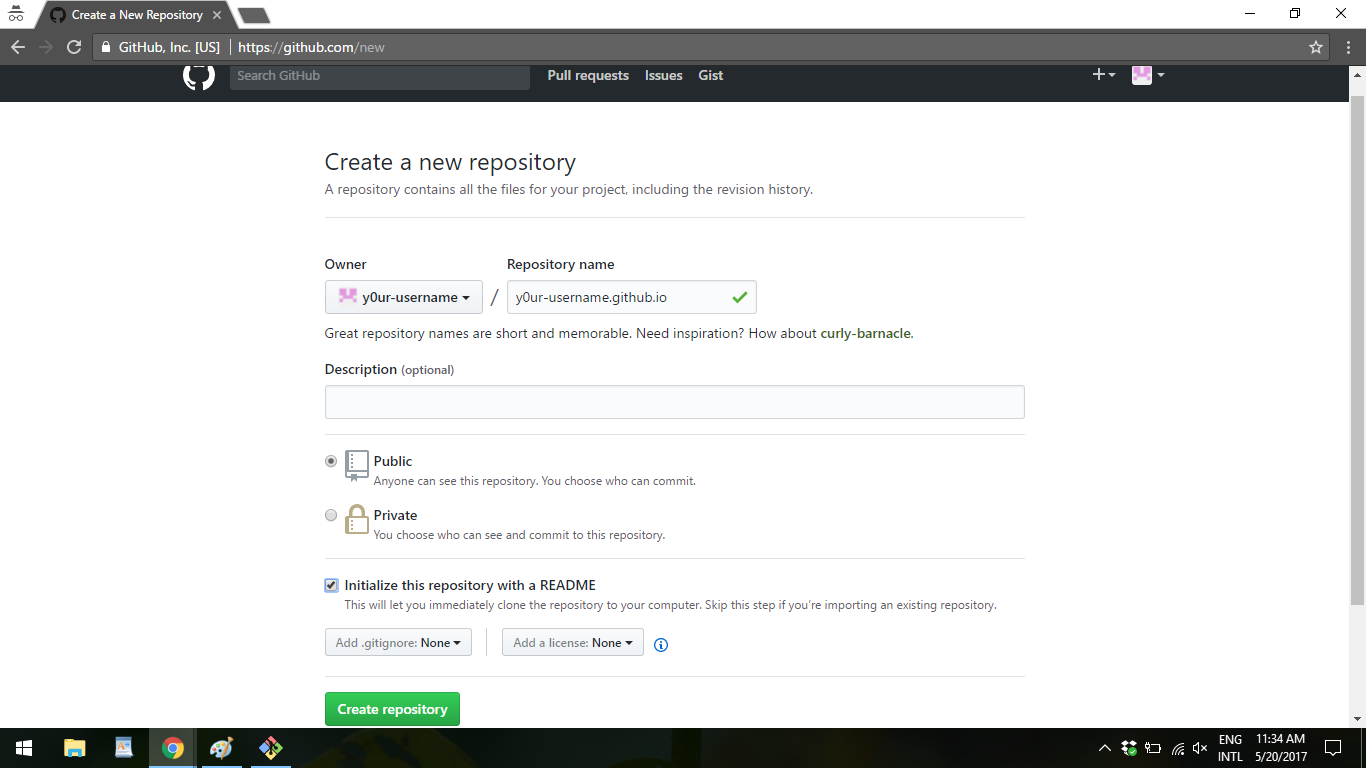 Create a New Repository
GitHub, Inc. [US] https://github.com/new
Search GitHub
Pull requests Issues Gist
Create a new repository
A repository contains all the files for your project, including the revision history.
Owner Repository name
y0ur-username / y0ur-username.github.io
Great repository names are short and memorable. Need inspiration? How about curly-barnacle.
Description (optional)
Public
Anyone can see this repository. You choose who can commit.
Private
You choose who can see and commit to this repository.
Initialize this repository with a README
This will let you immediately clone the repository to your computer. Skip this step if you're importing an existing repository.
Add .gitignore: None Add a license: None
Create repository
ENG 11:34 AM
INTL 5/20/2017